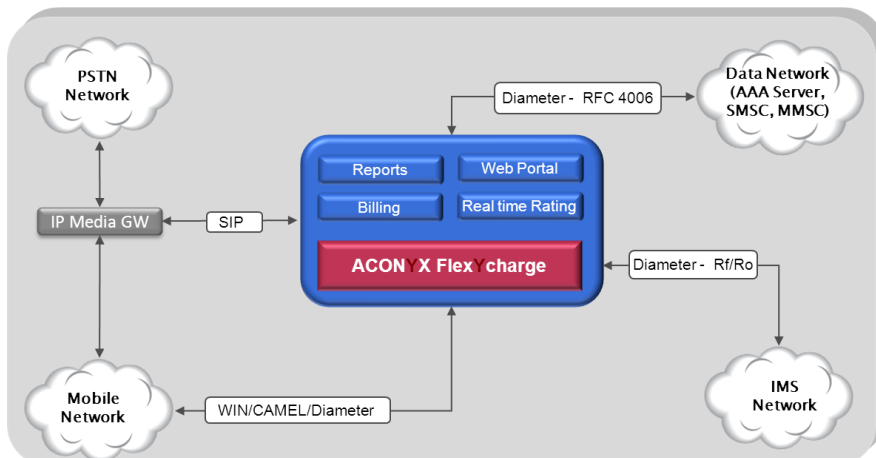 PSTN
Network
Data Network
(AAA Server,
SMSC, MMSC)
Diameter - RFC 4006
Reports
Web Portal
Billing
Real time Rating
IP Media GW
SIP
ACONYX FlexYcharge
Diameter - Rf/Ro
Mobile
Network
WIN/CAMEL/Diameter
IMS
Network